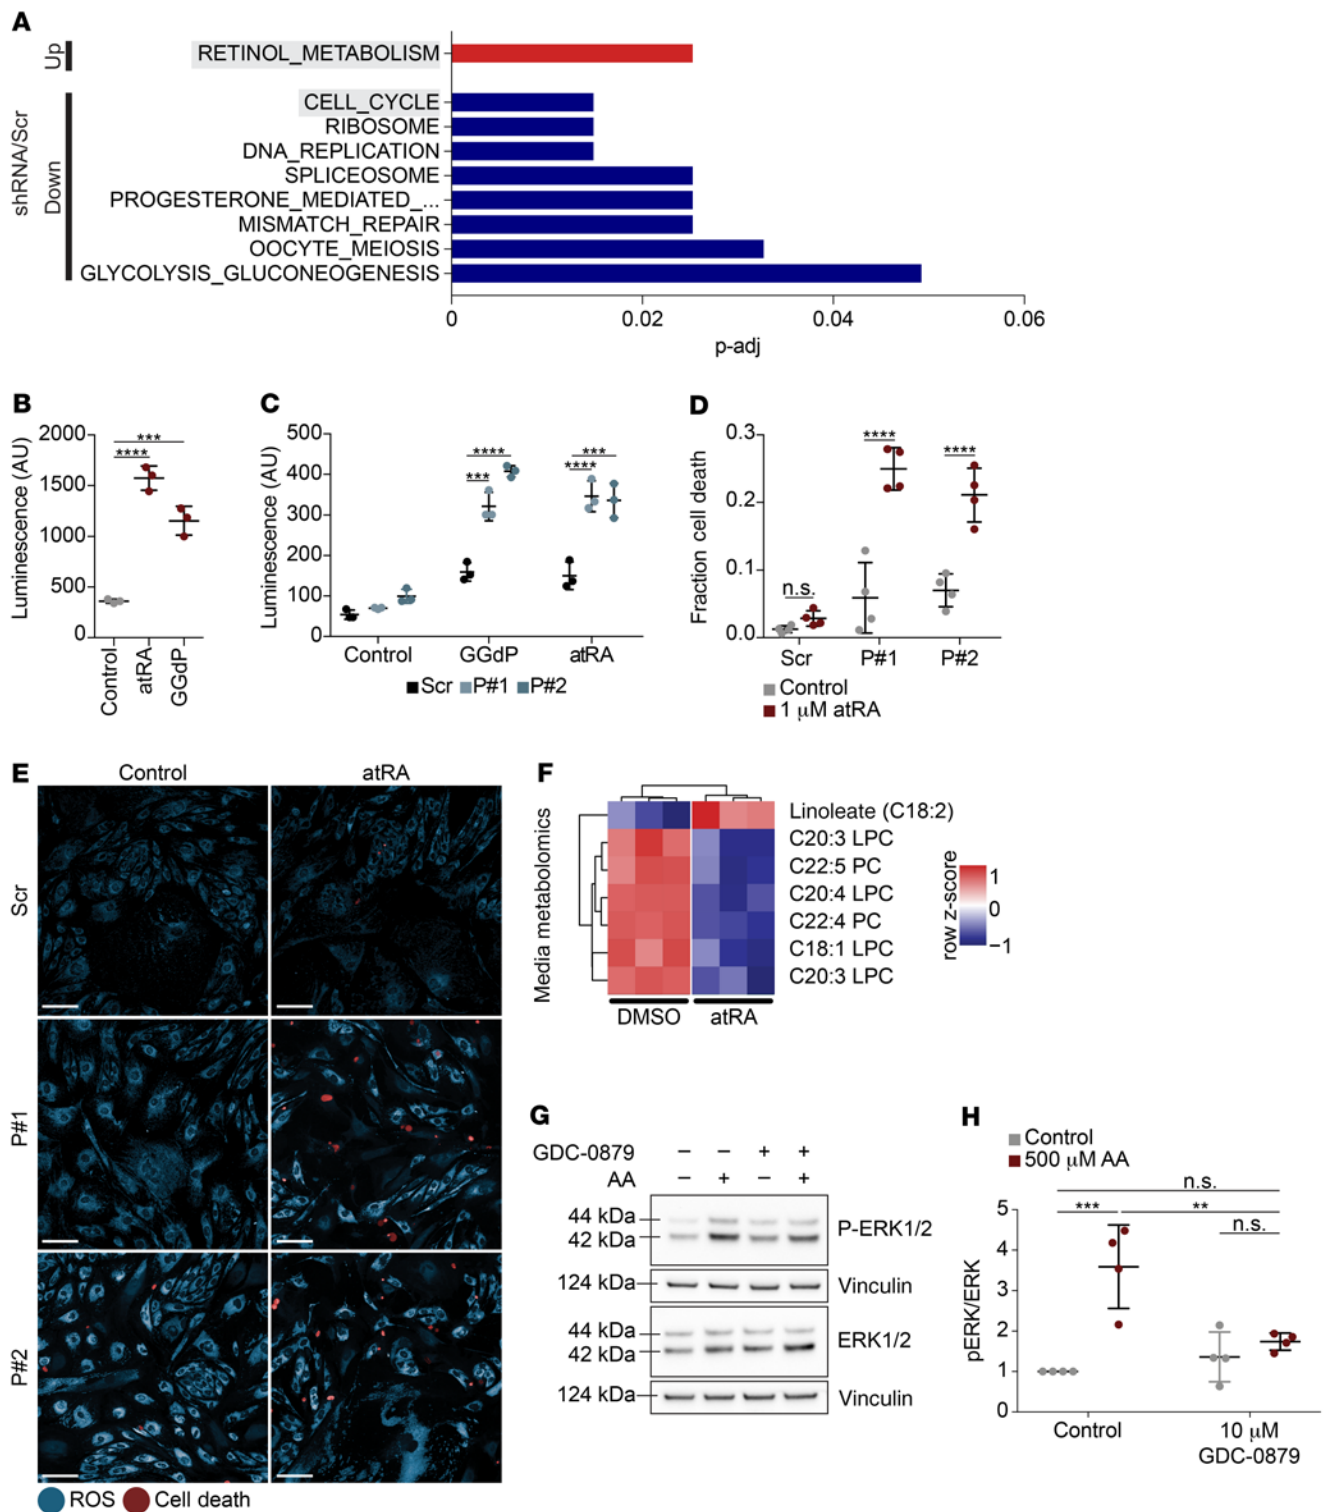 A
Up
RETINOL_METABOLISM
shRNA/Scr
Down
CELL_CYCLE
RIBOSOME
DNA_REPLICATION
SPLICEOSOME
PROGESTERONE_MEDIATED_...
MISMATCH_REPAIR
OOCYTE_MEIOSIS
GLYCOLYSIS_GLUCONEOGENESIS
0 0.02 0.04 0.06
p-adj
B
Luminescence (AU)
2000
1500
1000
500
0
***
****
Control
atRA
GGdP
C
Luminescence (AU)
500
400
300
200
100
0
****
***
***
****
Control GGdP atRA
Scr P#1 P#2
D
Fraction cell death
0.3
0.2
0.1
0.0
n.s.
****
****
Scr P#1 P#2
Control
1 μM atRA
E
Control atRA
Scr
P#1
P#2
ROS Cell death
F
Media metabolomics
Linoleate (C18:2)
C20:3 LPC
C22:5 PC
C20:4 LPC
C22:4 PC
C18:1 LPC
C20:3 LPC
DMSO atRA
row z-score
1
0
−1
G
GDC-0879 − − + +
AA − + − +
44 kDa
42 kDa
P-ERK1/2
124 kDa
Vinculin
44 kDa
42 kDa
ERK1/2
124 kDa
Vinculin
H
Control
500 μM AA
n.s.
*** **
n.s.
pERK/ERK
5
4
3
2
1
0
Control
10 μM
GDC-0879